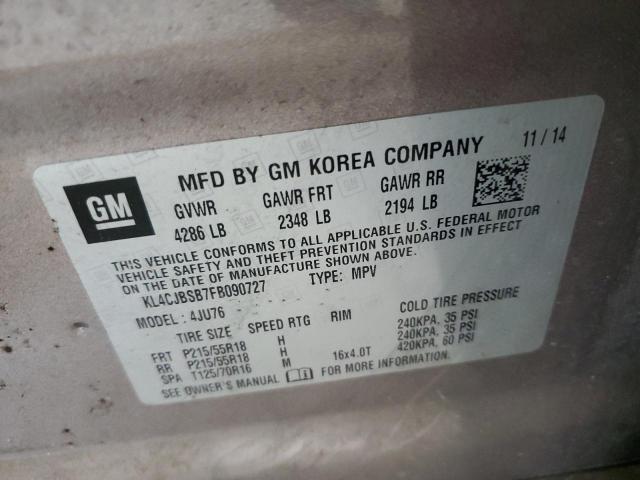 GM
MFD BY GM KOREA COMPANY 11 / 14
GVWR GAWR FRT GAWR RR
4286 LB 2348 LB 2194 LB
THIS VEHICLE CONFORMS TO ALL APPLICABLE U.S. FEDERAL MOTOR
VEHICLE SAFETY AND THEFT PREVENTION STANDARDS IN EFFECT
ON THE DATE OF MANUFACTURE SHOWN ABOVE.
KL4CJBSB7FB090727 TYPE: MPV
MODEL : 4JU76
TIRE SIZE SPEED RTG RIM COLD TIRE PRESSURE
FRT P215/55R18 H 240KPA, 35 PSI
RR P215/55R18 H 240KPA, 35 PSI
SPA T125/70R16 M 16x4.0T 420KPA, 60 PSI
SEE OWNER'S MANUAL FOR MORE INFORMATION